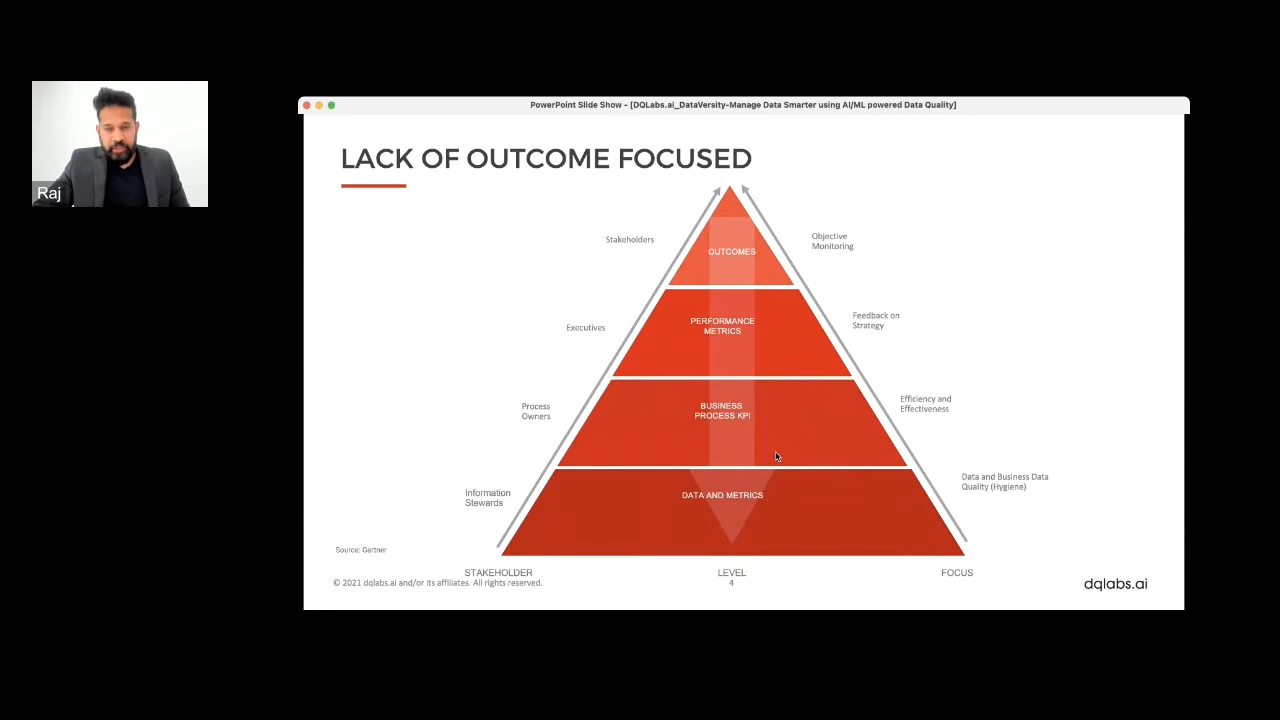 PowerPoint Slide Show - [DQLabs.ai_DataVersity-Manage Data Smarter using AI/ML powered Data Quality]
Raj
LACK OF OUTCOME FOCUSED
Stakeholders
OUTCOMES
Objective
Monitoring
Executives
PERFORMANCE
METRICS
Feedback on
Strategy
Process
Owners
BUSINESS
PROCESS KPI
Efficiency and
Effectiveness
Information
Stewards
DATA AND METRICS
Data and Business Data
Quality (Hygiene)
Source: Gartner
STAKEHOLDER
LEVEL
FOCUS
© 2021 dqlabs.ai and/or its affiliates. All rights reserved.
4
dqlabs.ai